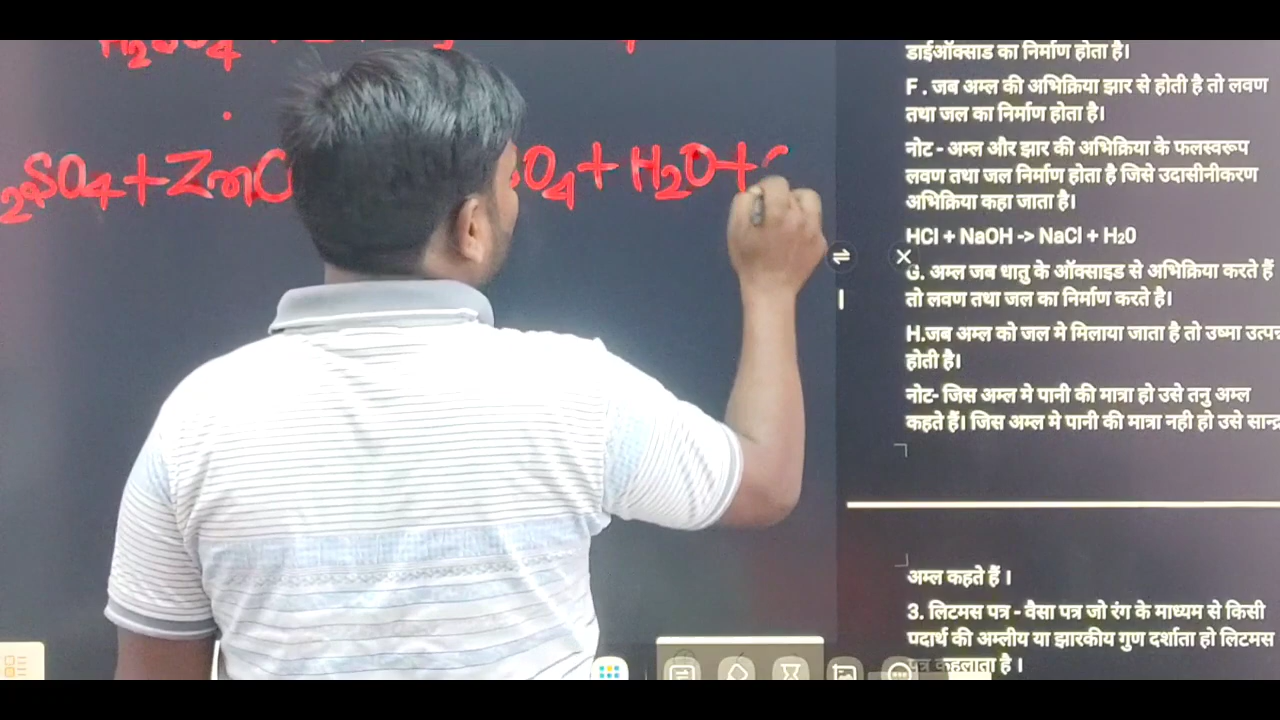 H₂SO₄
₂SO₄ + ZnC
O₄ + H₂O +
डाईऑक्साड का निर्माण होता है।
F . जब अम्ल की अभिक्रिया झार से होती है तो लवण
तथा जल का निर्माण होता है।
नोट - अम्ल और झार की अभिक्रिया के फलस्वरूप
लवण तथा जल निर्माण होता है जिसे उदासीनीकरण
अभिक्रिया कहा जाता है।
HCl + NaOH -> NaCl + H₂0
G. अम्ल जब धातु के ऑक्साइड से अभिक्रिया करते हैं
तो लवण तथा जल का निर्माण करते है।
H.जब अम्ल को जल मे मिलाया जाता है तो उष्मा उत्पन्न
होती है।
नोट- जिस अम्ल मे पानी की मात्रा हो उसे तनु अम्ल
कहते हैं। जिस अम्ल मे पानी की मात्रा नही हो उसे सान्द्र
अम्ल कहते हैं ।
3. लिटमस पत्र - वैसा पत्र जो रंग के माध्यम से किसी
पदार्थ की अम्लीय या झारकीय गुण दर्शाता हो लिटमस
पत्र कहलाता है ।